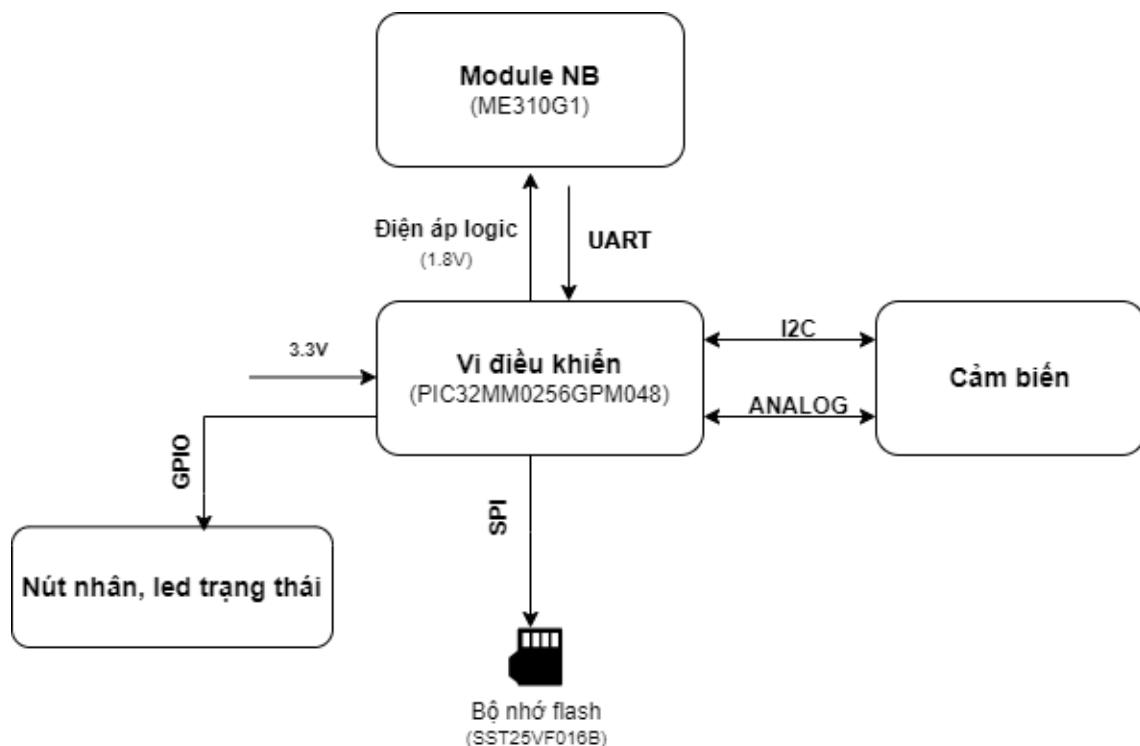 Module NB
(ME310G1)
Điện áp logic
(1.8V)
UART
3.3V
Vi điều khiển
(PIC32MM0256GPM048)
I2C
ANALOG
Cảm biến
GPIO
SPI
Nút nhân, led trạng thái
Bộ nhớ flash
(SST25VF016B)